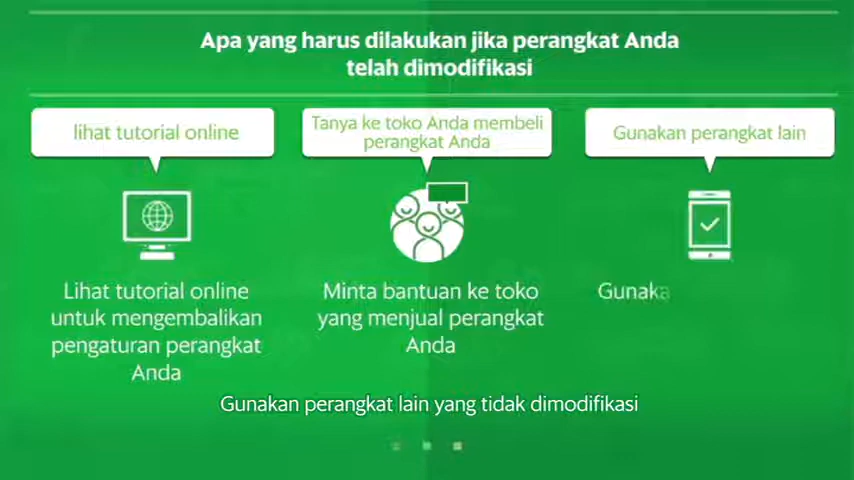 Apa yang harus dilakukan jika perangkat Anda
telah dimodifikasi
lihat tutorial online
Tanya ke toko Anda membeli
perangkat Anda
Gunakan perangkat lain
Lihat tutorial online
untuk mengembalikan
pengaturan perangkat
Anda
Minta bantuan ke toko
yang menjual perangkat
Anda
Gunaka
Gunakan perangkat lain yang tidak dimodifikasi